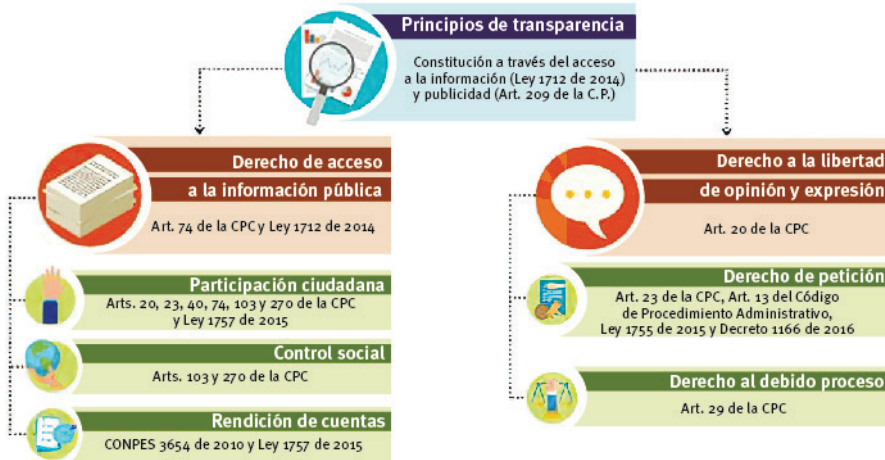 Principios de transparencia
Constitución a través del acceso
a la información (Ley 1712 de 2014)
y publicidad (Art. 209 de la C.P.)
Derecho de acceso
a la información pública
Art. 74 de la CPC y Ley 1712 de 2014
Participación ciudadana
Arts. 20, 23, 40, 74, 103 y 270 de la CPC
y Ley 1757 de 2015
Control social
Arts. 103 y 270 de la CPC
Rendición de cuentas
CONPES 3654 de 2010 y Ley 1757 de 2015
Derecho a la libertad
de opinión y expresión
Art. 20 de la CPC
Derecho de petición
Art. 23 de la CPC, Art. 13 del Código
de Procedimiento Administrativo,
Ley 1755 de 2015 y Decreto 1166 de 2016
Derecho al debido proceso
Art. 29 de la CPC